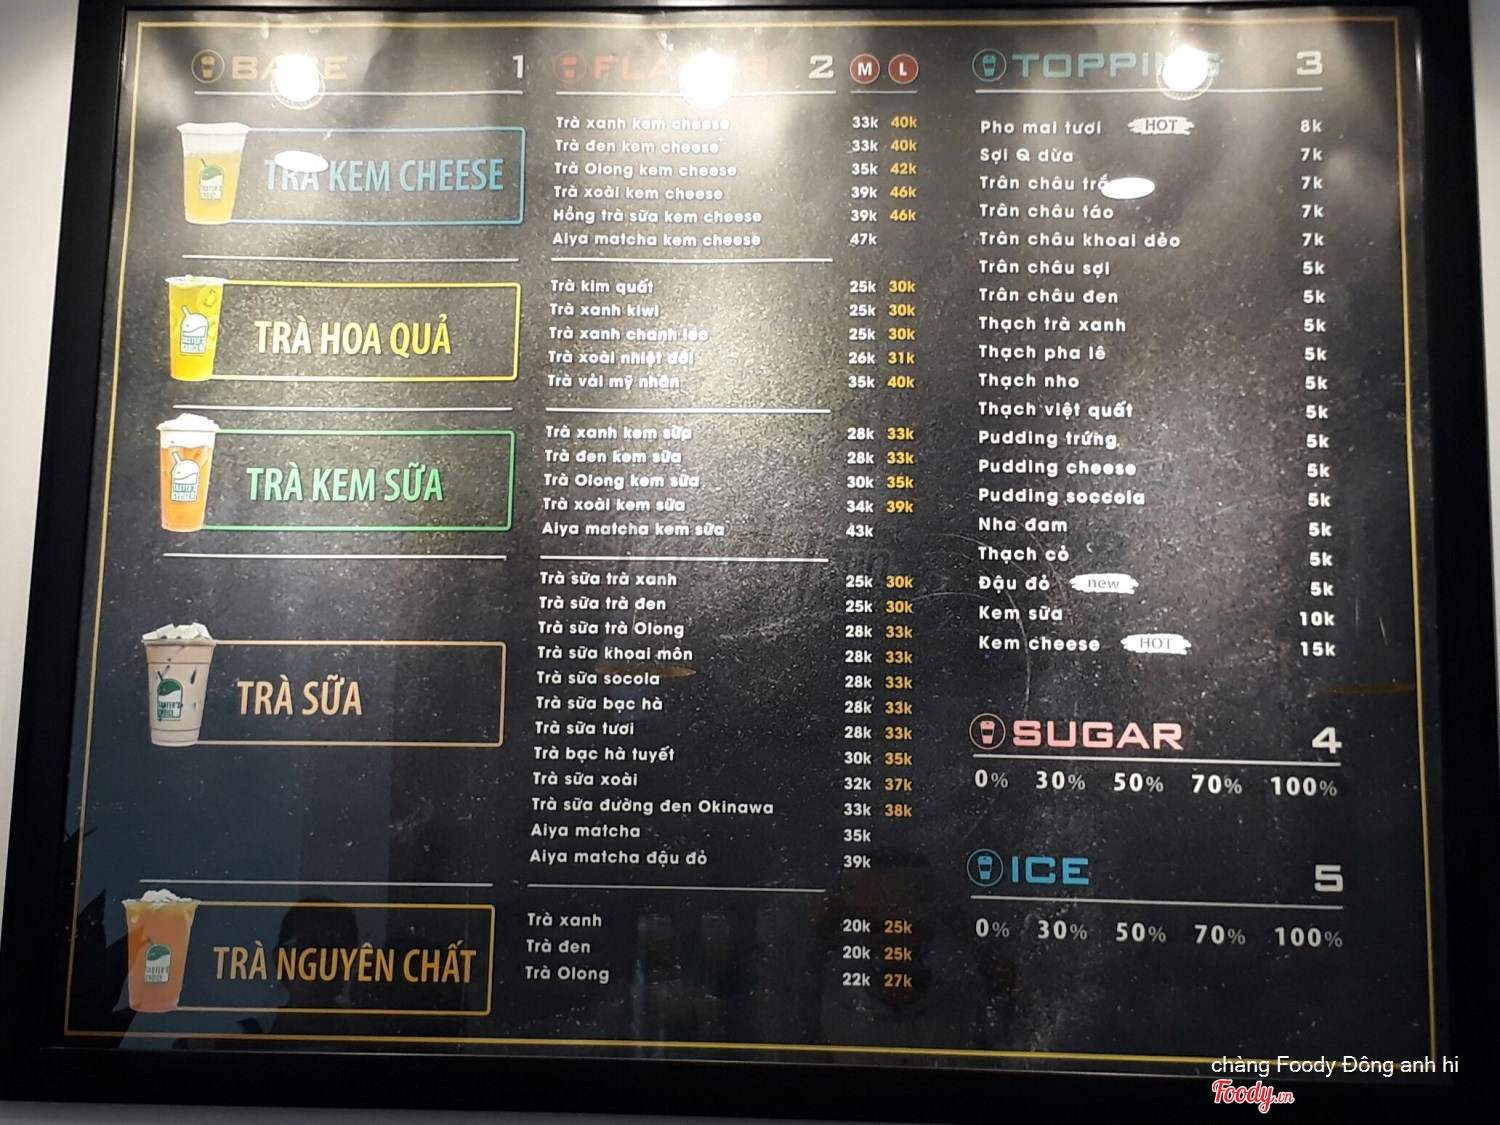 BASE 1
TRÀ KEM CHEESE
TRÀ HOA QUẢ
TRÀ KEM SỮA
TRÀ SỮA
TRÀ NGUYÊN CHẤT
TASTER'S CHOICE
FLAVOR 2 M L
Trà xanh kem cheese 33k 40k
Trà đen kem cheese 33k 40k
Trà Olong kem cheese 35k 42k
Trà xoài kem cheese 39k 46k
Hồng trà sữa kem cheese 39k 46k
Aiya matcha kem cheese 47k
Trà kim quất 25k 30k
Trà xanh kiwi 25k 30k
Trà xanh chanh leo 25k 30k
Trà xoài nhiệt đới 26k 31k
Trà vải mỹ nhân 35k 40k
Trà xanh kem sữa 28k 33k
Trà đen kem sữa 28k 33k
Trà Olong kem sữa 30k 35k
Trà xoài kem sữa 34k 39k
Aiya matcha kem sữa 43k
Trà sữa trà xanh 25k 30k
Trà sữa trà đen 25k 30k
Trà sữa trà Olong 28k 33k
Trà sữa khoai môn 28k 33k
Trà sữa socola 28k 33k
Trà sữa bạc hà 28k 33k
Trà sữa tươi 28k 33k
Trà bạc hà tuyết 30k 35k
Trà sữa xoài 32k 37k
Trà sữa đường đen Okinawa 33k 38k
Aiya matcha 35k
Aiya matcha đậu đỏ 39k
Trà xanh 20k 25k
Trà đen 20k 25k
Trà Olong 22k 27k
TOPPING 3
Pho mai tươi HOT 8k
Sợi Q dừa 7k
Trân châu 7k
Trân châu táo 7k
Trân châu khoai dẻo 7k
Trân châu sợi 5k
Trân châu đen 5k
Thạch trà xanh 5k
Thạch pha lê 5k
Thạch nho 5k
Thạch việt quất 5k
Pudding trứng 5k
Pudding cheese 5k
Pudding soccola 5k
Nha đam 5k
Thạch cỏ 5k
Đậu đỏ new 5k
Kem sữa 10k
Kem cheese HOT 15k
SUGAR 4
0% 30% 50% 70% 100%
ICE 5
0% 30% 50% 70% 100%
chàng Foody Đông anh hi
Foody.vn